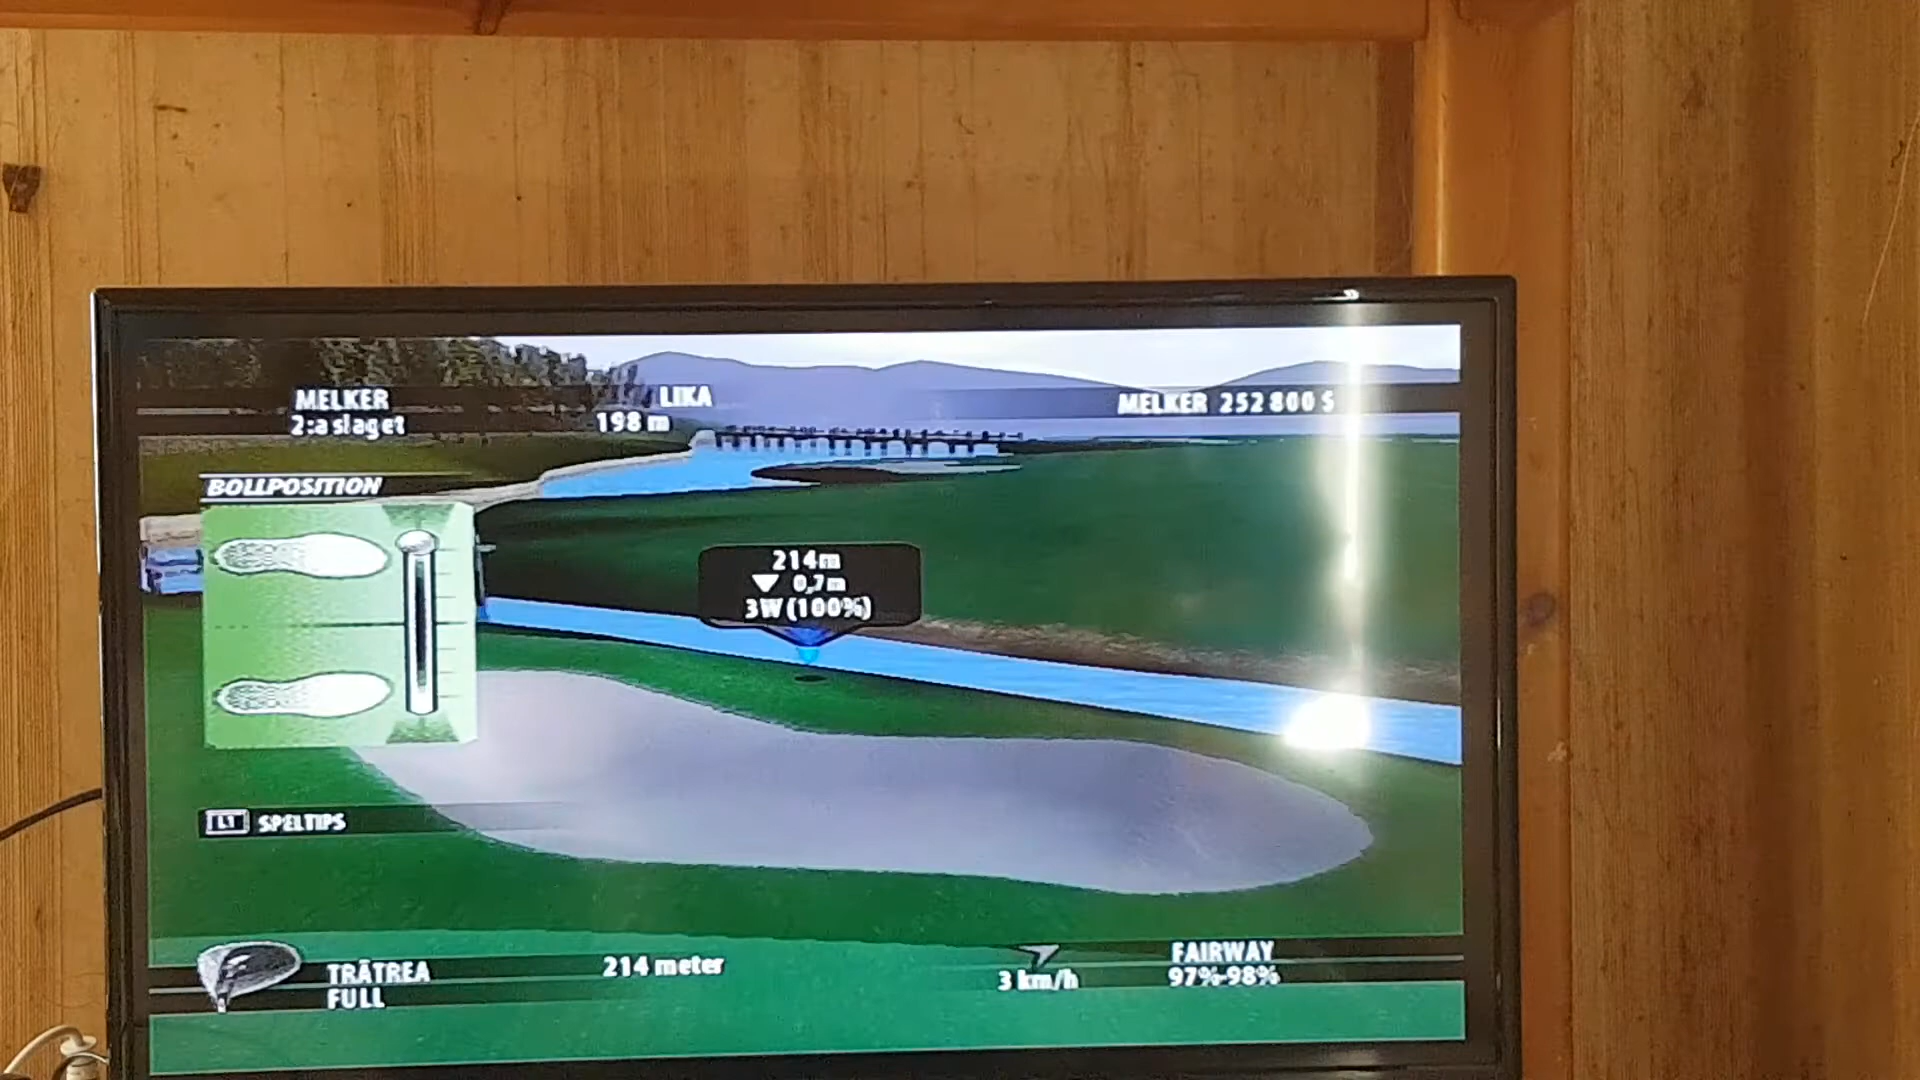 MELKER
2:a slaget
LIKA
198 m
MELKER 252 800 $
BOLLPOSITION
214m
0,7m
3W (100%)
L1 SPELTIPS
TRÄTREA
FULL
214 meter
3 km/h
FAIRWAY
97%-98%